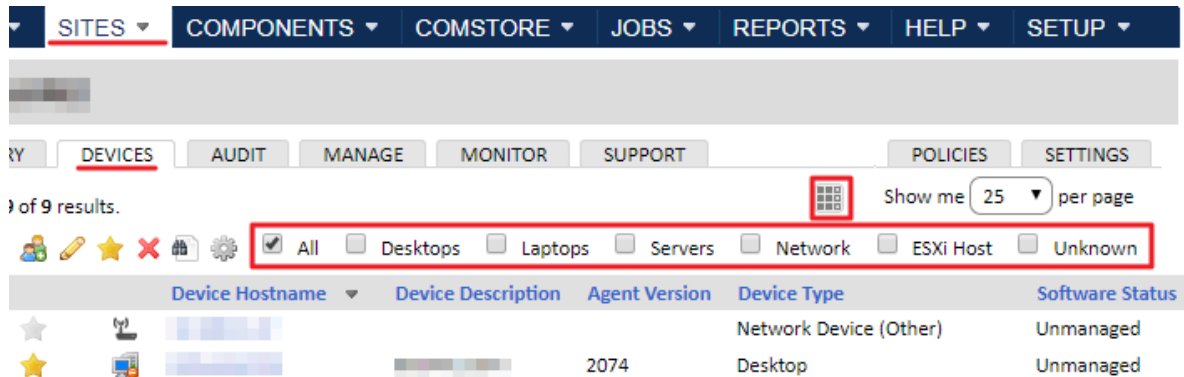 SITES COMPONENTS COMSTORE JOBS REPORTS HELP SETUP
RY DEVICES AUDIT MANAGE MONITOR SUPPORT POLICIES SETTINGS
9 of 9 results. Show me 25 per page
All Desktops Laptops Servers Network ESXi Host Unknown
Device Hostname Device Description Agent Version Device Type Software Status
Network Device (Other) Unmanaged
2074 Desktop Unmanaged